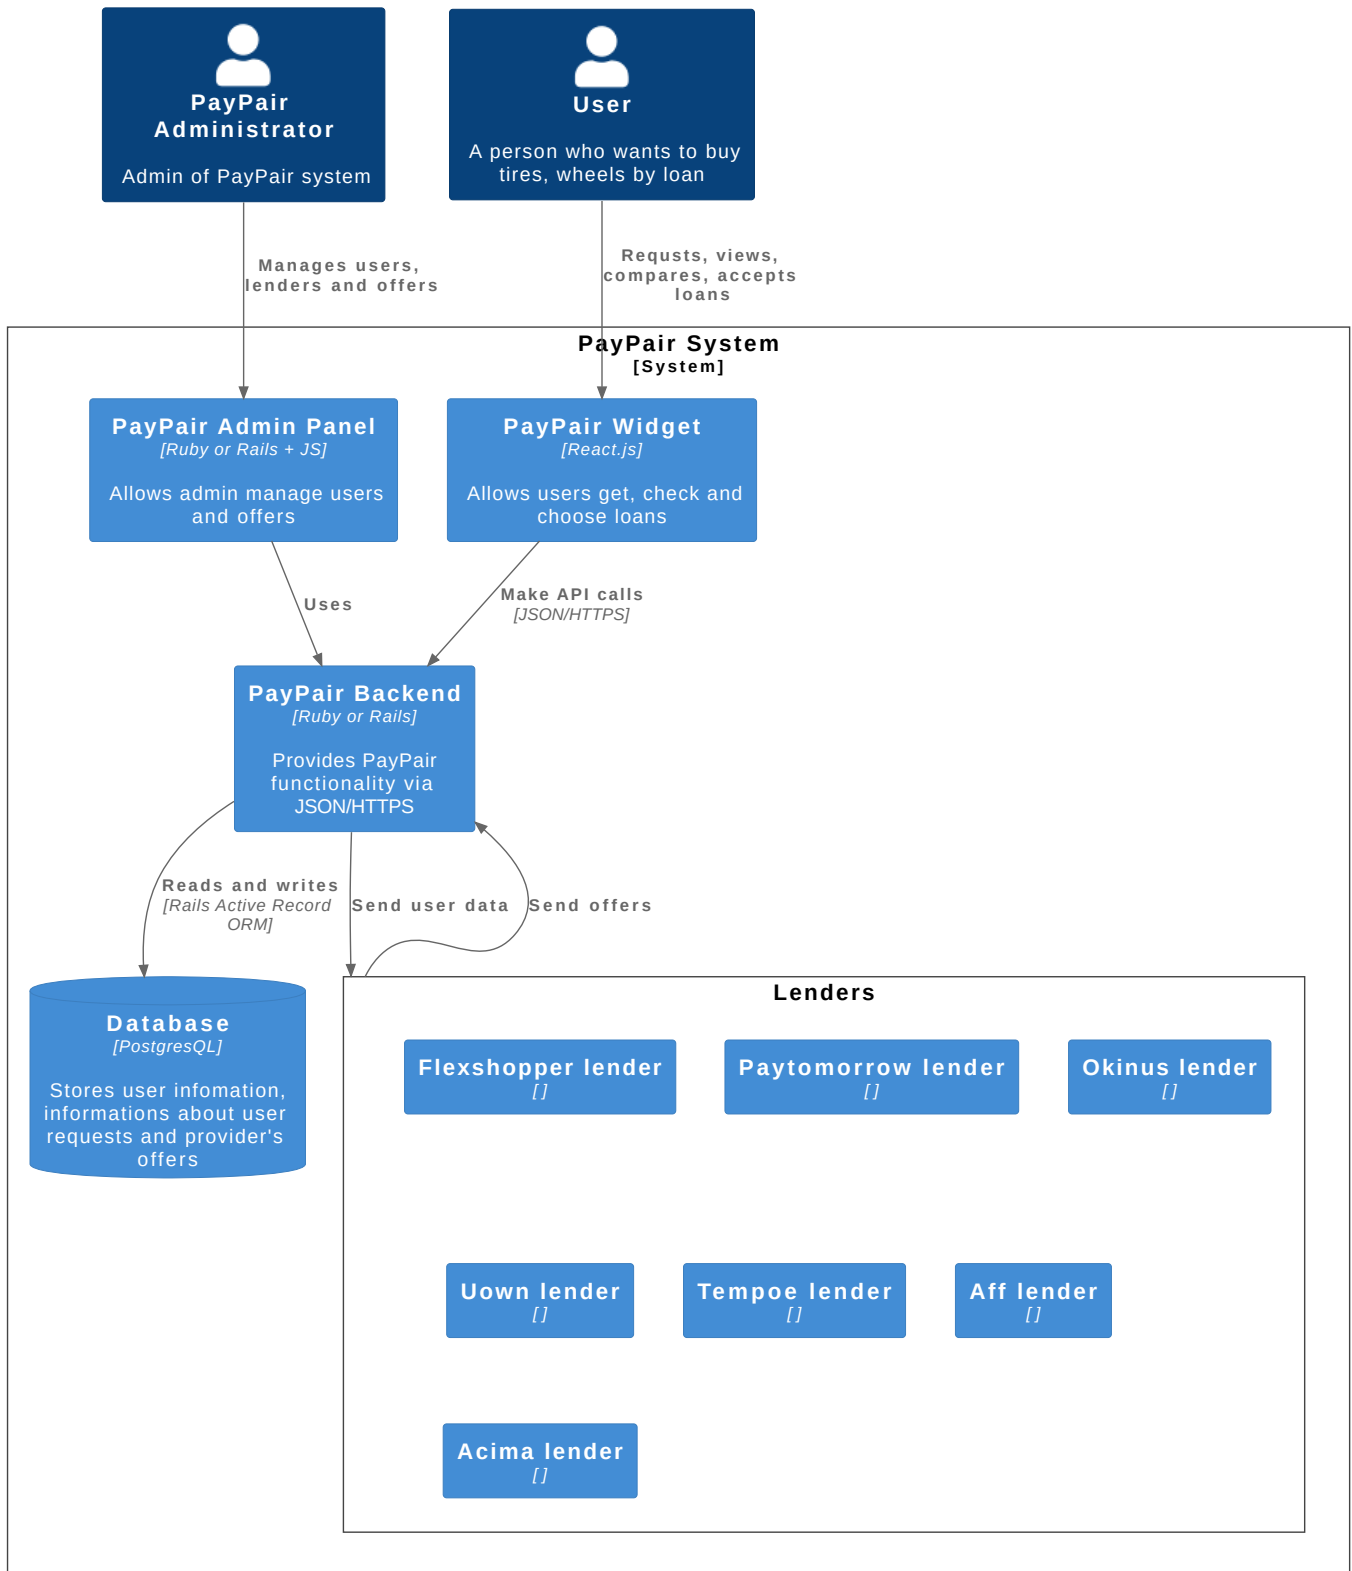 PayPair
Administrator
Admin of PayPair system
User
A person who wants to buy
tires, wheels by loan
Manages users,
lenders and offers
Requsts, views,
compares, accepts
loans
PayPair System
[System]
PayPair Admin Panel
[Ruby or Rails + JS]
Allows admin manage users
and offers
PayPair Widget
[React.js]
Allows users get, check and
choose loans
Uses
Make API calls
[JSON/HTTPS]
PayPair Backend
[Ruby or Rails]
Provides PayPair
functionality via
JSON/HTTPS
Reads and writes
[Rails Active Record
ORM]
Send user data
Send offers
Database
[PostgresQL]
Stores user infomation,
informations about user
requests and provider's
offers
Lenders
Flexshopper lender
[ ]
Paytomorrow lender
[ ]
Okinus lender
[ ]
Uown lender
[ ]
Tempoe lender
[ ]
Aff lender
[ ]
Acima lender
[ ]